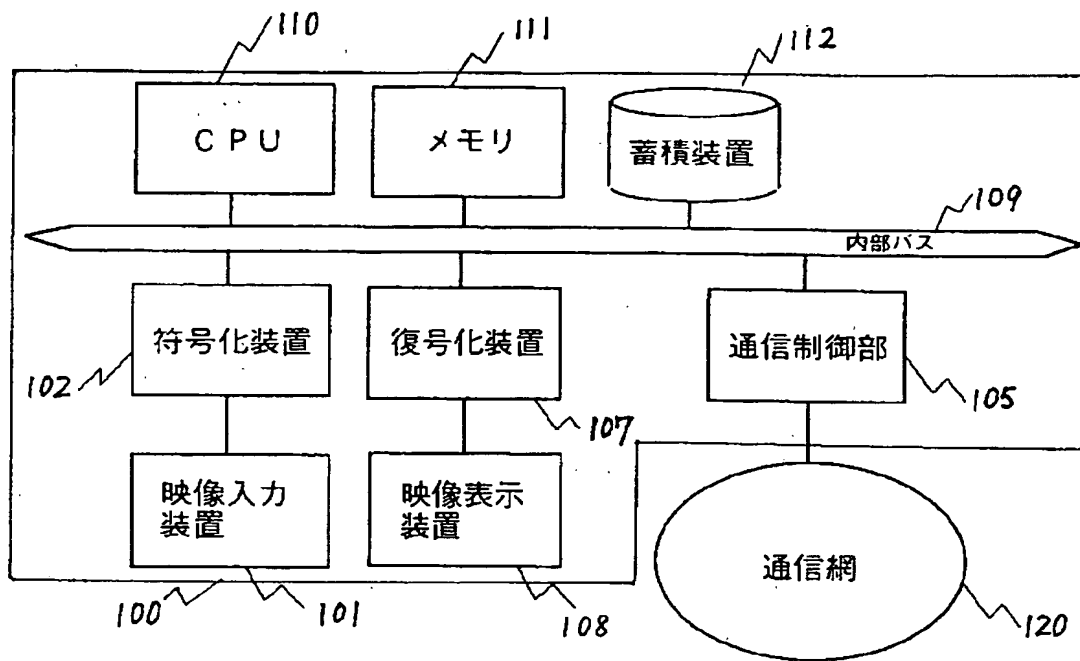 110
111
112
ＣＰＵ
メモリ
蓄積装置
109
内部バス
符号化装置
復号化装置
通信制御部
102
107
105
映像入力
装置
映像表示
装置
通信網
100
101
108
120